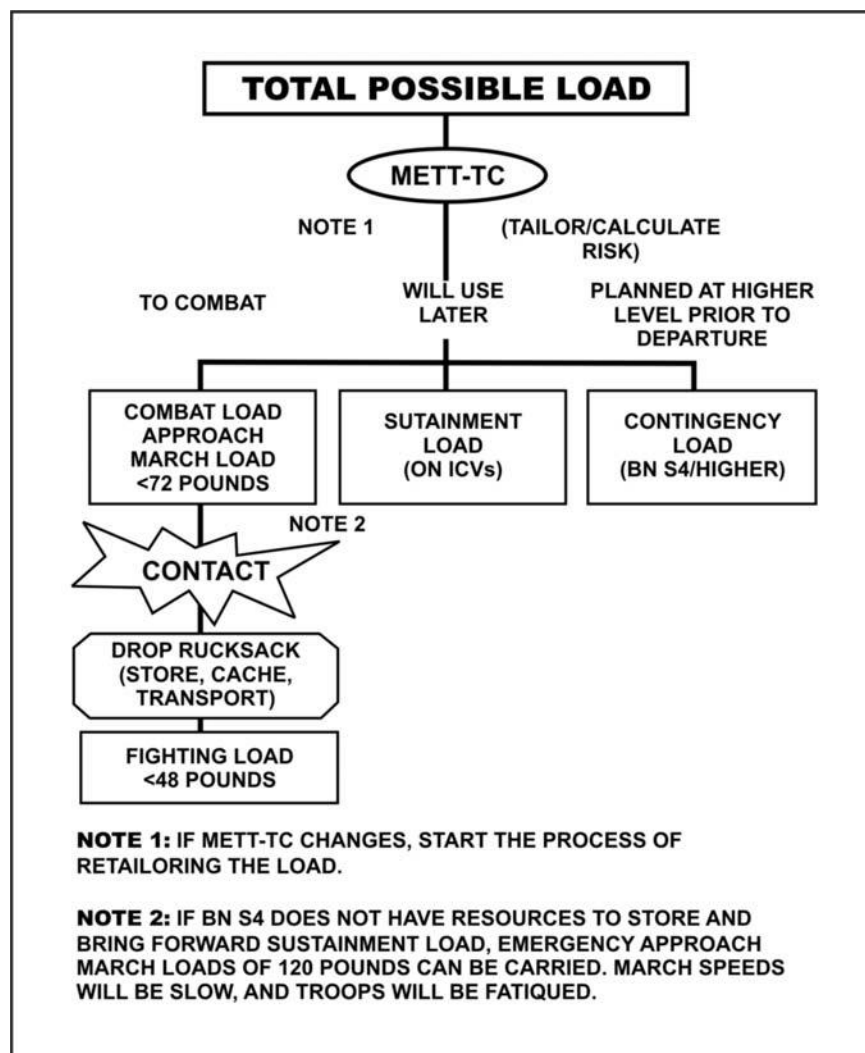 TOTAL POSSIBLE LOAD
METT-TC
NOTE 1
(TAILOR/CALCULATE
RISK)
TO COMBAT
WILL USE
LATER
PLANNED AT HIGHER
LEVEL PRIOR TO
DEPARTURE
COMBAT LOAD
APPROACH
MARCH LOAD
<72 POUNDS
SUTAINMENT
LOAD
(ON ICVs)
CONTINGENCY
LOAD
(BN S4/HIGHER)
NOTE 2
CONTACT
DROP RUCKSACK
(STORE, CACHE,
TRANSPORT)
FIGHTING LOAD
<48 POUNDS
NOTE 1: IF METT-TC CHANGES, START THE PROCESS OF
RETAILORING THE LOAD.
NOTE 2: IF BN S4 DOES NOT HAVE RESOURCES TO STORE AND
BRING FORWARD SUSTAINMENT LOAD, EMERGENCY APPROACH
MARCH LOADS OF 120 POUNDS CAN BE CARRIED. MARCH SPEEDS
WILL BE SLOW, AND TROOPS WILL BE FATIQUED.